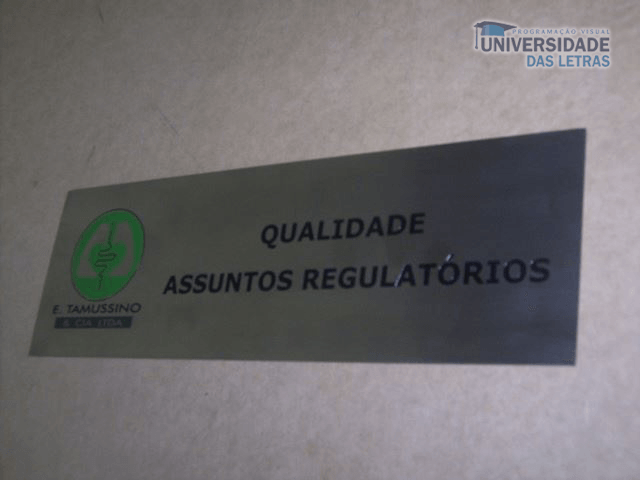 PROGRAMAÇÃO VISUAL
UNIVERSIDADE
DAS LETRAS
QUALIDADE
ASSUNTOS REGULATÓRIOS
E. TAMUSSINO
& CIA. LTDA.